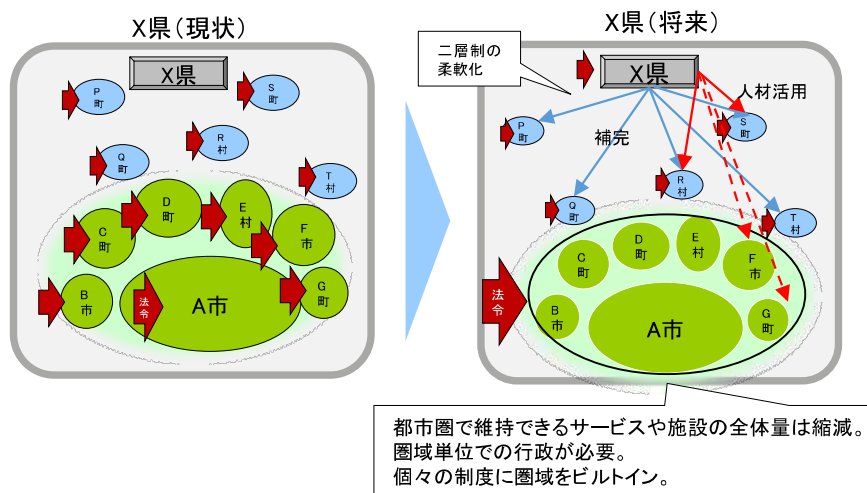 X県（現状）
X県
P
町
S
町
R
村
Q
町
T
村
D
町
E
村
C
町
F
市
B
市
法
令
A市
G
町
X県（将来）
二層制の
柔軟化
X県
人材活用
P
町
S
町
補完
R
村
Q
町
T
村
D
町
E
村
C
町
F
市
法
令
B
市
A市
G
町
都市圏で維持できるサービスや施設の全体量は縮減。
圏域単位での行政が必要。
個々の制度に圏域をビルトイン。